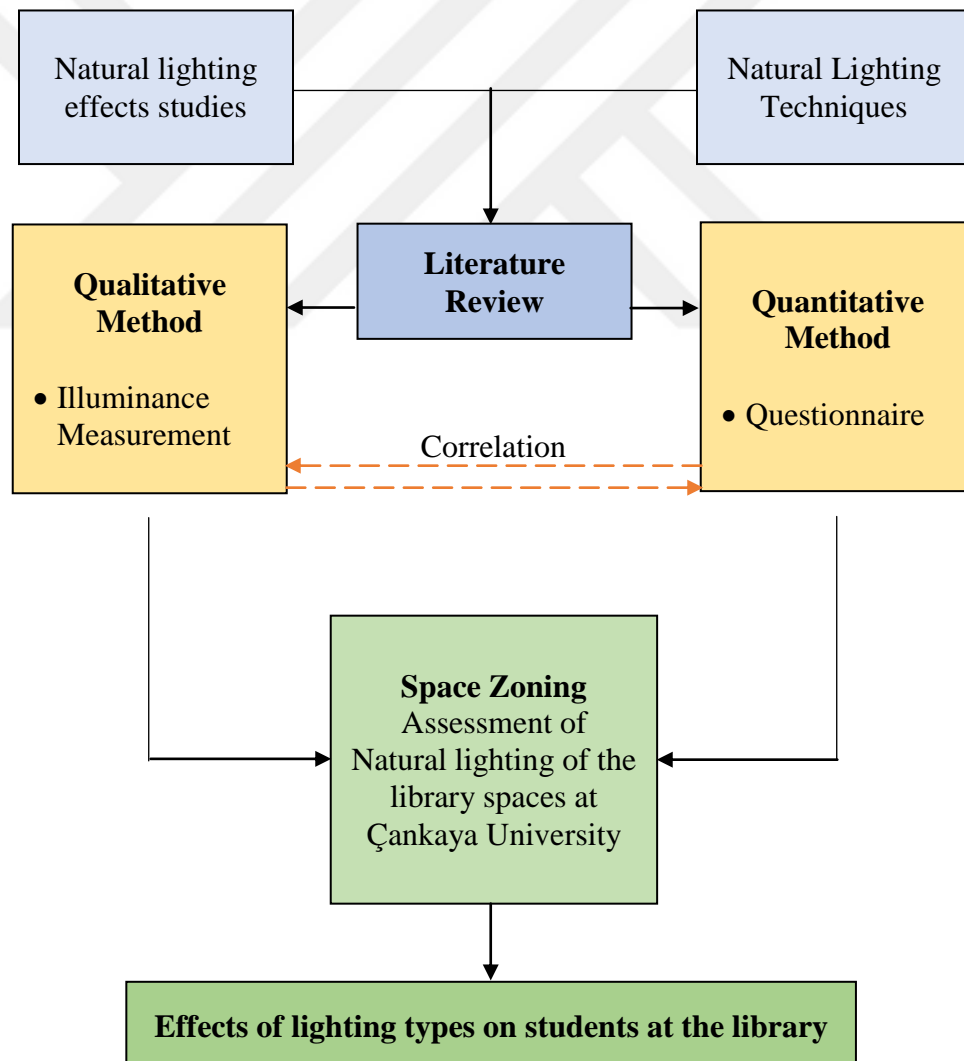 Natural lighting
effects studies
Natural Lighting
Techniques
Literature
Review
Qualitative
Method
• Illuminance
Measurement
Quantitative
Method
• Questionnaire
Correlation
Space Zoning
Assessment of
Natural lighting of the
library spaces at
Çankaya University
Effects of lighting types on students at the library